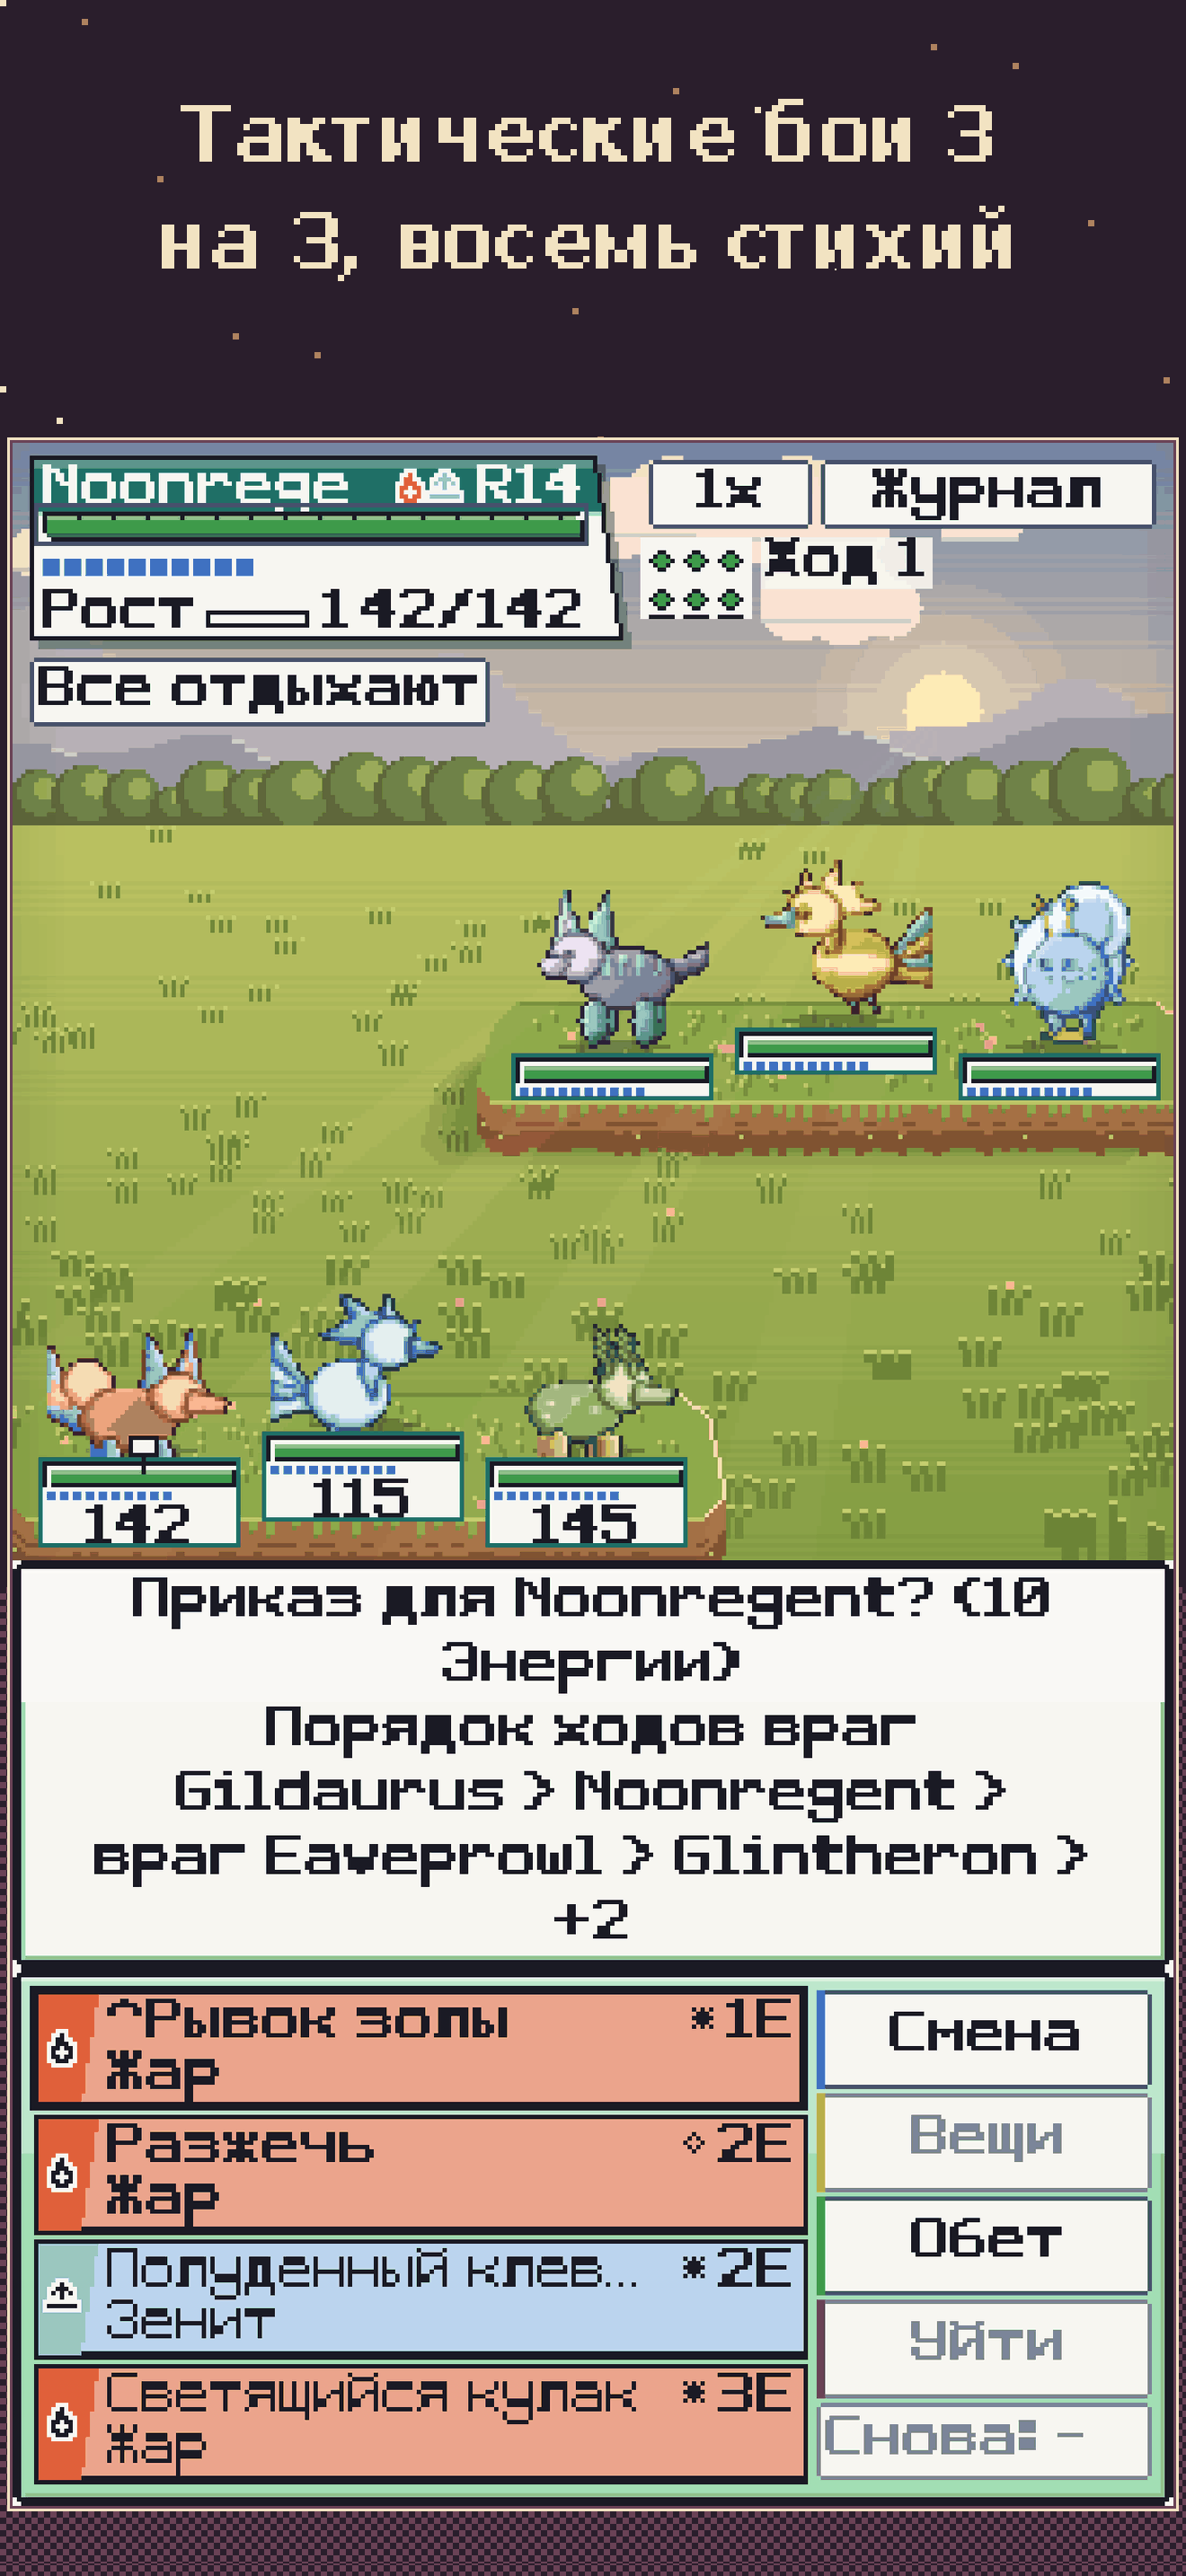 Тактические бои 3
на 3, восемь стихий
Noonrege R14
1x
Журнал
Ход 1
Рост 142/142
Все отдыхают
142
115
145
Приказ для Noonregent? (10
Энергии)
Порядок ходов враг
Gildaurus > Noonregent >
враг Eaveprowl > Glintheron >
+2
^Рывок золы *1E
Жар
Разжечь ◇2E
Жар
Полуденный клев... *2E
Зенит
Светящийся кулак *3E
Жар
Смена
Вещи
Обет
Уйти
Снова: -